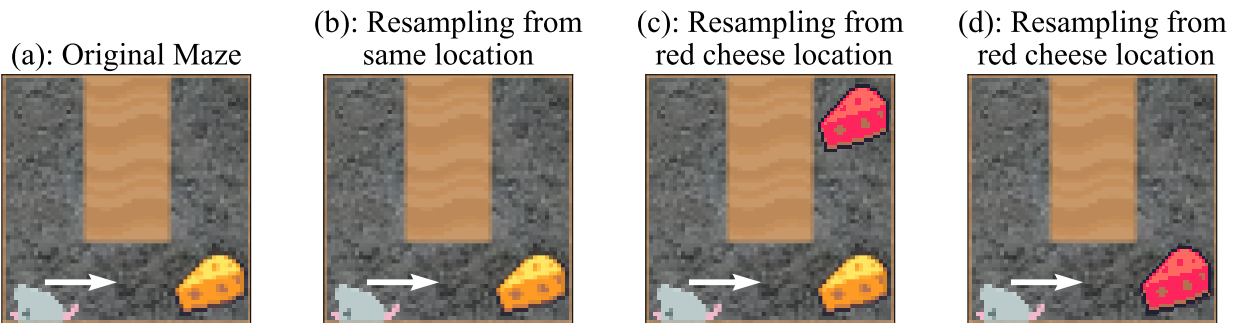 (a): Original Maze
(b): Resampling from
same location
(c): Resampling from
red cheese location
(d): Resampling from
red cheese location